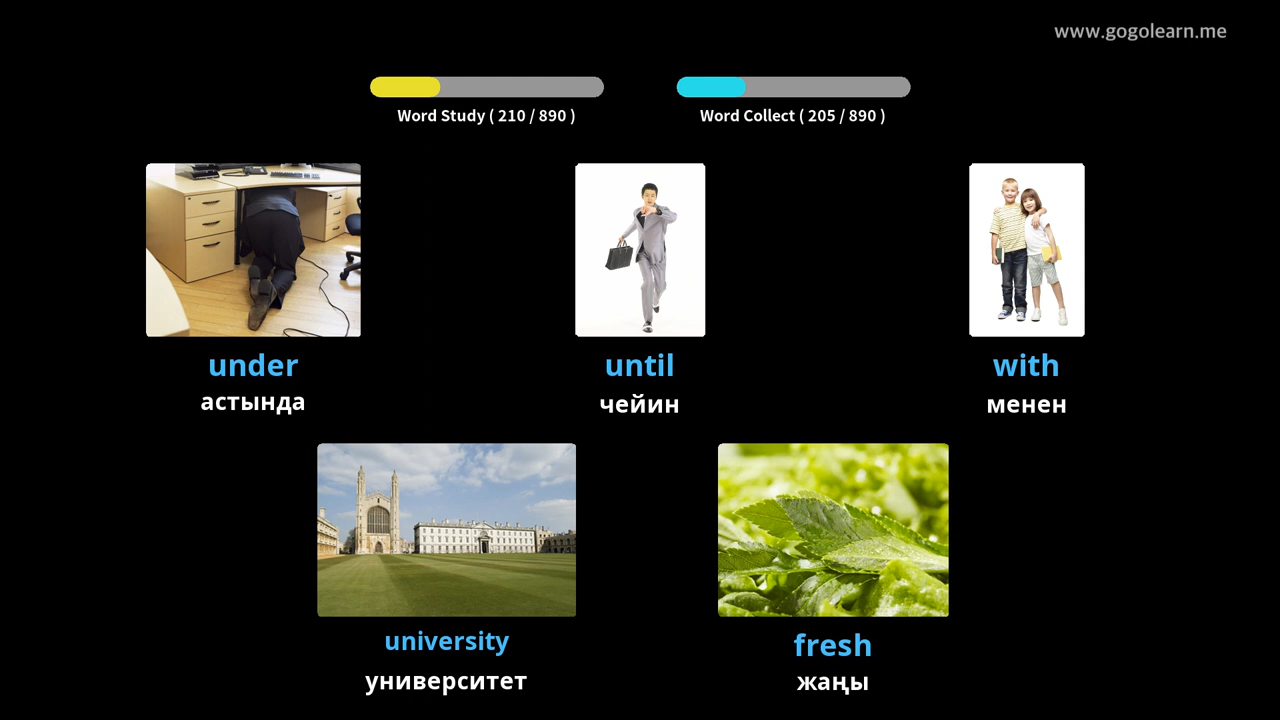 www.gogolearn.me
Word Study ( 210 / 890 )
Word Collect ( 205 / 890 )
under
until
with
астында
чейин
менен
university
fresh
университет
жаңы